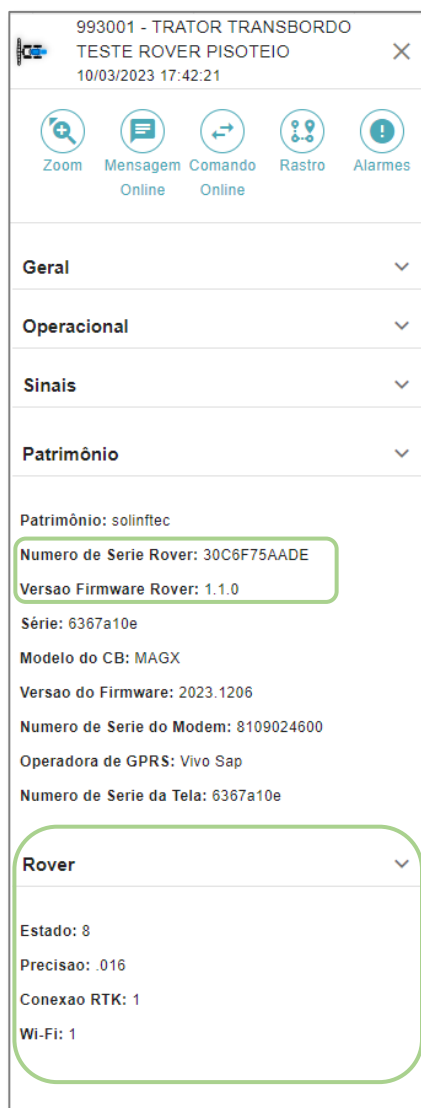 993001 - TRATOR TRANSBORDO
TESTE ROVER PISOTEIO
10/03/2023 17:42:21
Zoom
Mensagem Online
Comando Online
Rastro
Alarmes
Geral
Operacional
Sinais
Patrimônio
Patrimônio: solinftec
Numero de Serie Rover: 30C6F75AADE
Versao Firmware Rover: 1.1.0
Série: 6367a10e
Modelo do CB: MAGX
Versao do Firmware: 2023.1206
Numero de Serie do Modem: 8109024600
Operadora de GPRS: Vivo Sap
Numero de Serie da Tela: 6367a10e
Rover
Estado: 8
Precisao: .016
Conexao RTK: 1
Wi-Fi: 1